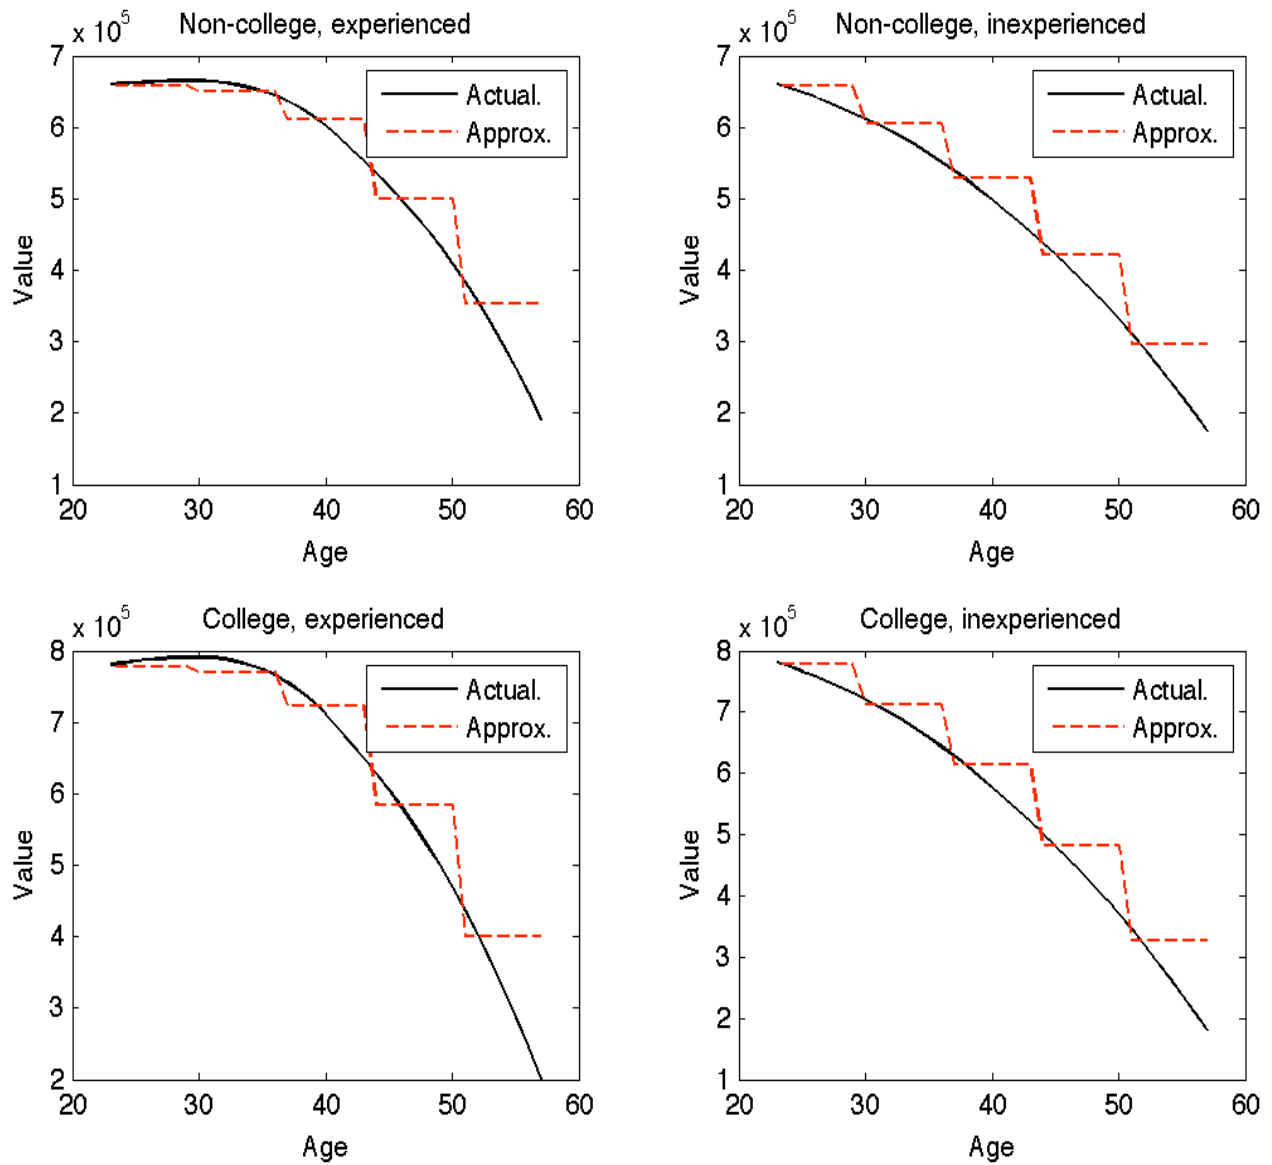 x 10^5
Non-college, experienced
7
6
5
4
3
2
1
Value
20 30 40 50 60
Age
Actual.
Approx.
x 10^5
Non-college, inexperienced
7
6
5
4
3
2
1
Value
20 30 40 50 60
Age
Actual.
Approx.
x 10^5
College, experienced
8
7
6
5
4
3
2
Value
20 30 40 50 60
Age
Actual.
Approx.
x 10^5
College, inexperienced
8
7
6
5
4
3
2
1
Value
20 30 40 50 60
Age
Actual.
Approx.